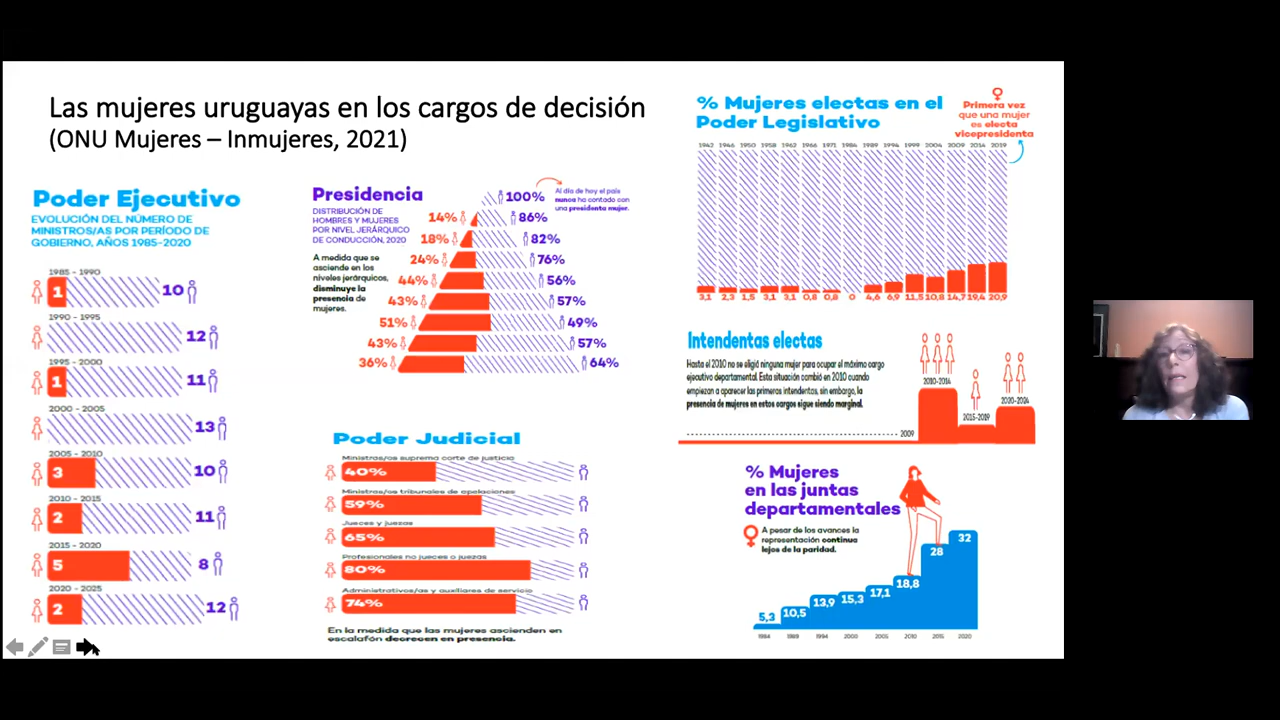 Las mujeres uruguayas en los cargos de decisión
(ONU Mujeres – Inmujeres, 2021)
Poder Ejecutivo
EVOLUCIÓN DEL NÚMERO DE
MINISTROS/AS POR PERÍODO DE
GOBIERNO, AÑOS 1985-2020
1985 - 1990
1
10
1990 - 1995
12
1995 - 2000
1
11
2000 - 2005
13
2005 - 2010
3
10
2010 - 2015
2
11
2015 - 2020
5
8
2020 - 2025
2
12
Presidencia
DISTRIBUCIÓN DE
HOMBRES Y MUJERES
POR NIVEL JERÁRQUICO
DE CONDUCCIÓN, 2020
A medida que se
asciende en los
niveles jerárquicos,
disminuye la
presencia de
mujeres.
100%
Al día de hoy el país
nunca ha contado con
una presidenta mujer.
14% 86%
18% 82%
24% 76%
44% 56%
43% 57%
51% 49%
43% 57%
36% 64%
Poder Judicial
Ministros/as suprema corte de justicia
40%
Ministros/as tribunales de apelaciones
59%
Jueces y juezas
65%
Profesionales no jueces o juezas
80%
Administrativos/as y auxiliares de servicio
74%
En la medida que las mujeres ascienden en
escalafón decrecen en presencia.
% Mujeres electas en el
Poder Legislativo
Primera vez
que una mujer
es electa
vicepresidenta
1942 1946 1950 1958 1962 1966 1971 1984 1989 1994 1999 2004 2009 2014 2019
3,1 2,3 1,5 3,1 3,1 0,8 0,8 0 4,6 6,9 11,5 10,8 14,7 19,4 20,9
Intendentas electas
Hasta el 2010 no se eligió ninguna mujer para ocupar el máximo cargo
ejecutivo departamental. Esta situación cambió en 2010 cuando
empiezan a aparecer las primeras intendentas, sin embargo, la
presencia de mujeres en estos cargos sigue siendo marginal.
2009
2010-2014
2015-2019
2020-2024
% Mujeres
en las juntas
departamentales
A pesar de los avances la
representación continua
lejos de la paridad.
5,3 10,5 13,9 15,3 17,1 18,8 28 32
1984 1989 1994 2000 2005 2010 2015 2020